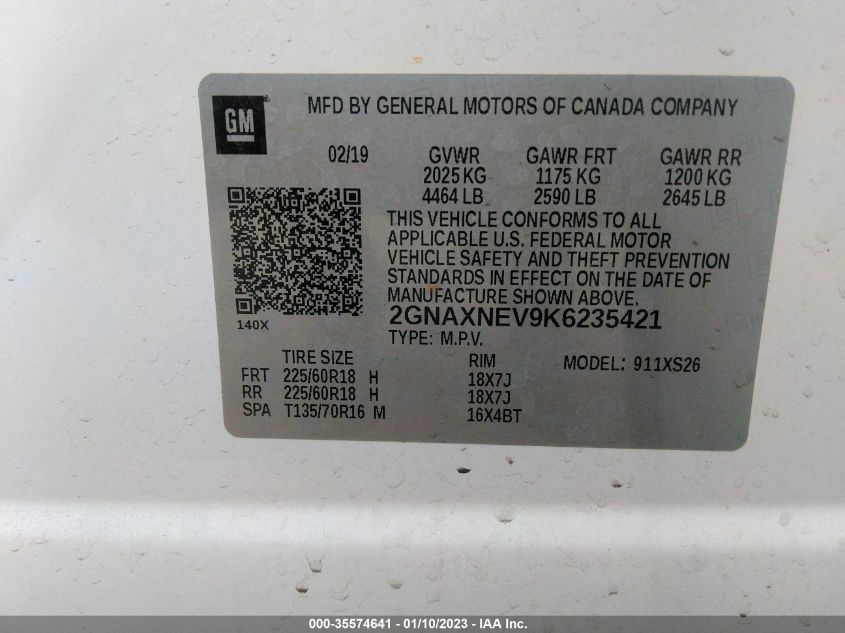 GM®
MFD BY GENERAL MOTORS OF CANADA COMPANY
02/19 GVWR GAWR FRT GAWR RR
2025 KG 1175 KG 1200 KG
4464 LB 2590 LB 2645 LB
THIS VEHICLE CONFORMS TO ALL
APPLICABLE U.S. FEDERAL MOTOR
VEHICLE SAFETY AND THEFT PREVENTION
STANDARDS IN EFFECT ON THE DATE OF
MANUFACTURE SHOWN ABOVE.
140X
2GNAXNEV9K6235421
TYPE: M.P.V.
TIRE SIZE RIM MODEL: 911XS26
FRT 225/60R18 H 18X7J
RR 225/60R18 H 18X7J
SPA T135/70R16 M 16X4BT
000-35574641 - 01/10/2023 - IAA Inc.